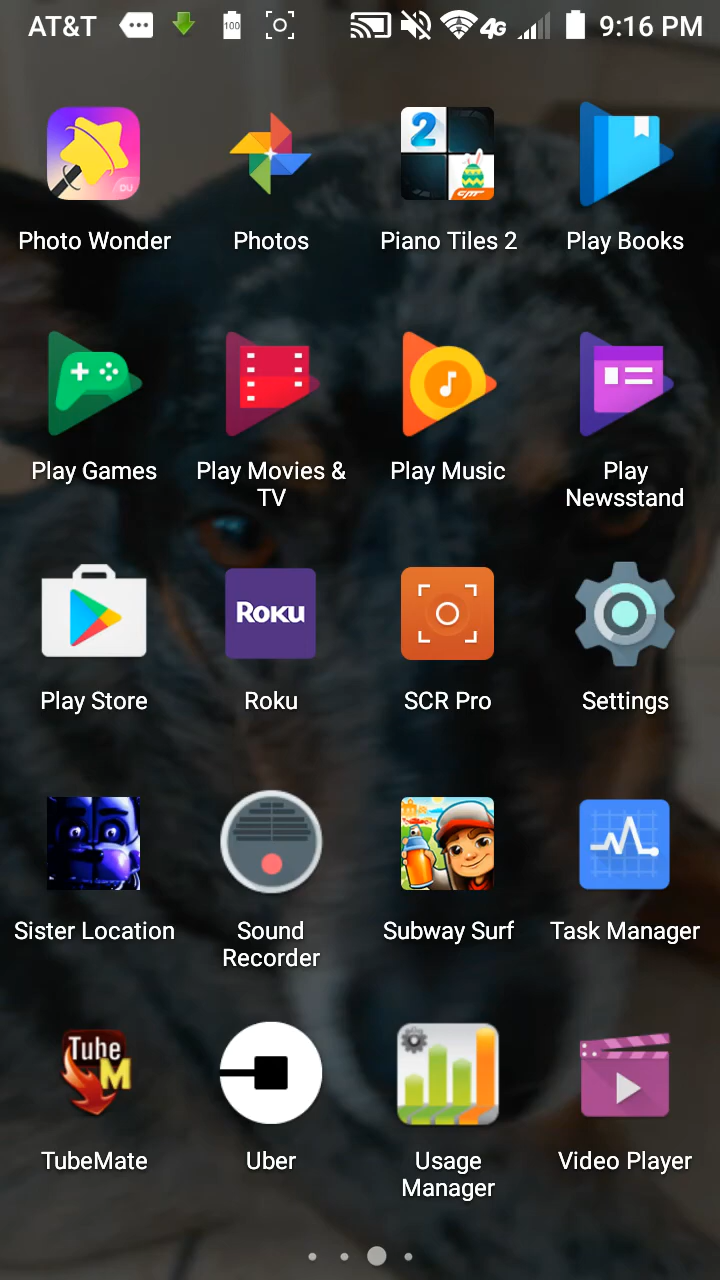 AT&T 100 4G 9:16 PM
DU 2 CMT
Photo Wonder Photos Piano Tiles 2 Play Books
Play Games Play Movies & Play Music Play
TV Newsstand
ROKU
Play Store Roku SCR Pro Settings
Sister Location Sound Subway Surf Task Manager
Recorder
Tube
M
TubeMate Uber Usage Video Player
Manager